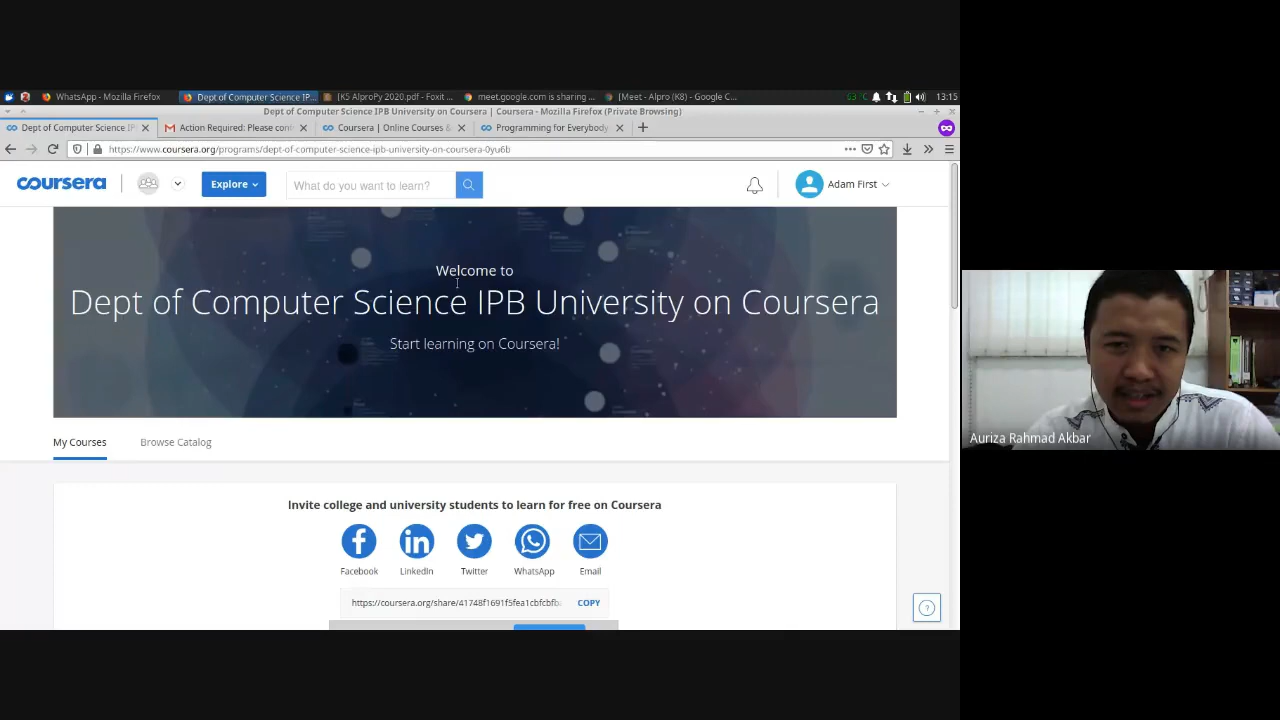 WhatsApp - Mozilla Firefox
Dept of Computer Science IP...
[K5 AlproPy 2020.pdf - Foxit ...
meet.google.com is sharing ...
[Meet - Alpro (K8) - Google C...
13:15
Dept of Computer Science IPB University on Coursera | Coursera - Mozilla Firefox (Private Browsing)
Dept of Computer Science IP
Action Required: Please con
Coursera | Online Courses &
Programming for Everybody
https://www.coursera.org/programs/dept-of-computer-science-ipb-university-on-coursera-0yu6b
coursera
Explore
What do you want to learn?
Adam First
Welcome to
Dept of Computer Science IPB University on Coursera
Start learning on Coursera!
My Courses
Browse Catalog
Auriza Rahmad Akbar
Invite college and university students to learn for free on Coursera
Facebook
LinkedIn
Twitter
WhatsApp
Email
https://coursera.org/share/41748f1691f5fea1cbfcbfb
COPY